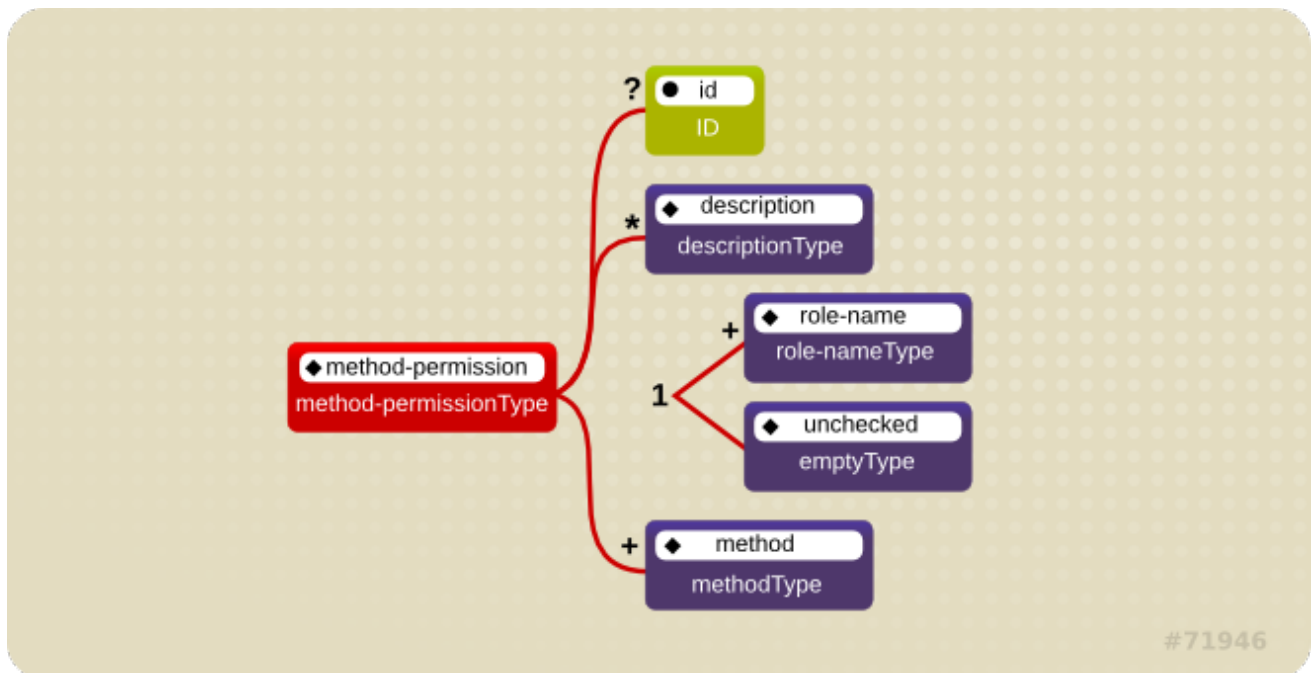 ?
id
ID
description
*
descriptionType
role-name
+
role-nameType
method-permission
1
method-permissionType
unchecked
emptyType
+
method
methodType
#71946